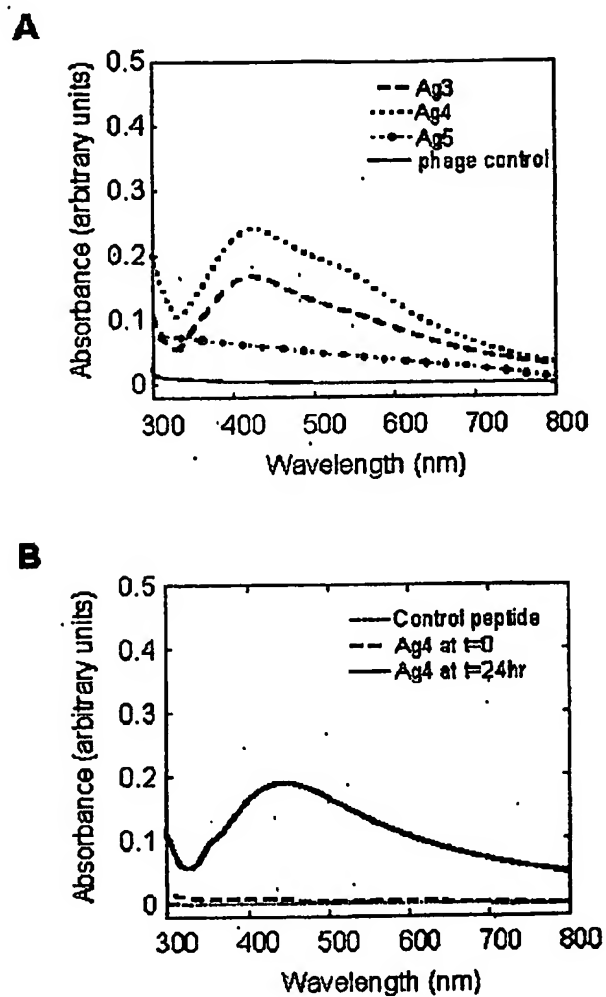 A
Absorbance (arbitrary units)
0.5
0.4
0.3
0.2
0.1
0
Ag3
Ag4
Ag5
phage control
300 400 500 600 700 800
Wavelength (nm)
B
Absorbance (arbitrary units)
0.5
0.4
0.3
0.2
0.1
0
Control peptide
Ag4 at t=0
Ag4 at t=24hr
300 400 500 600 700 800
Wavelength (nm)